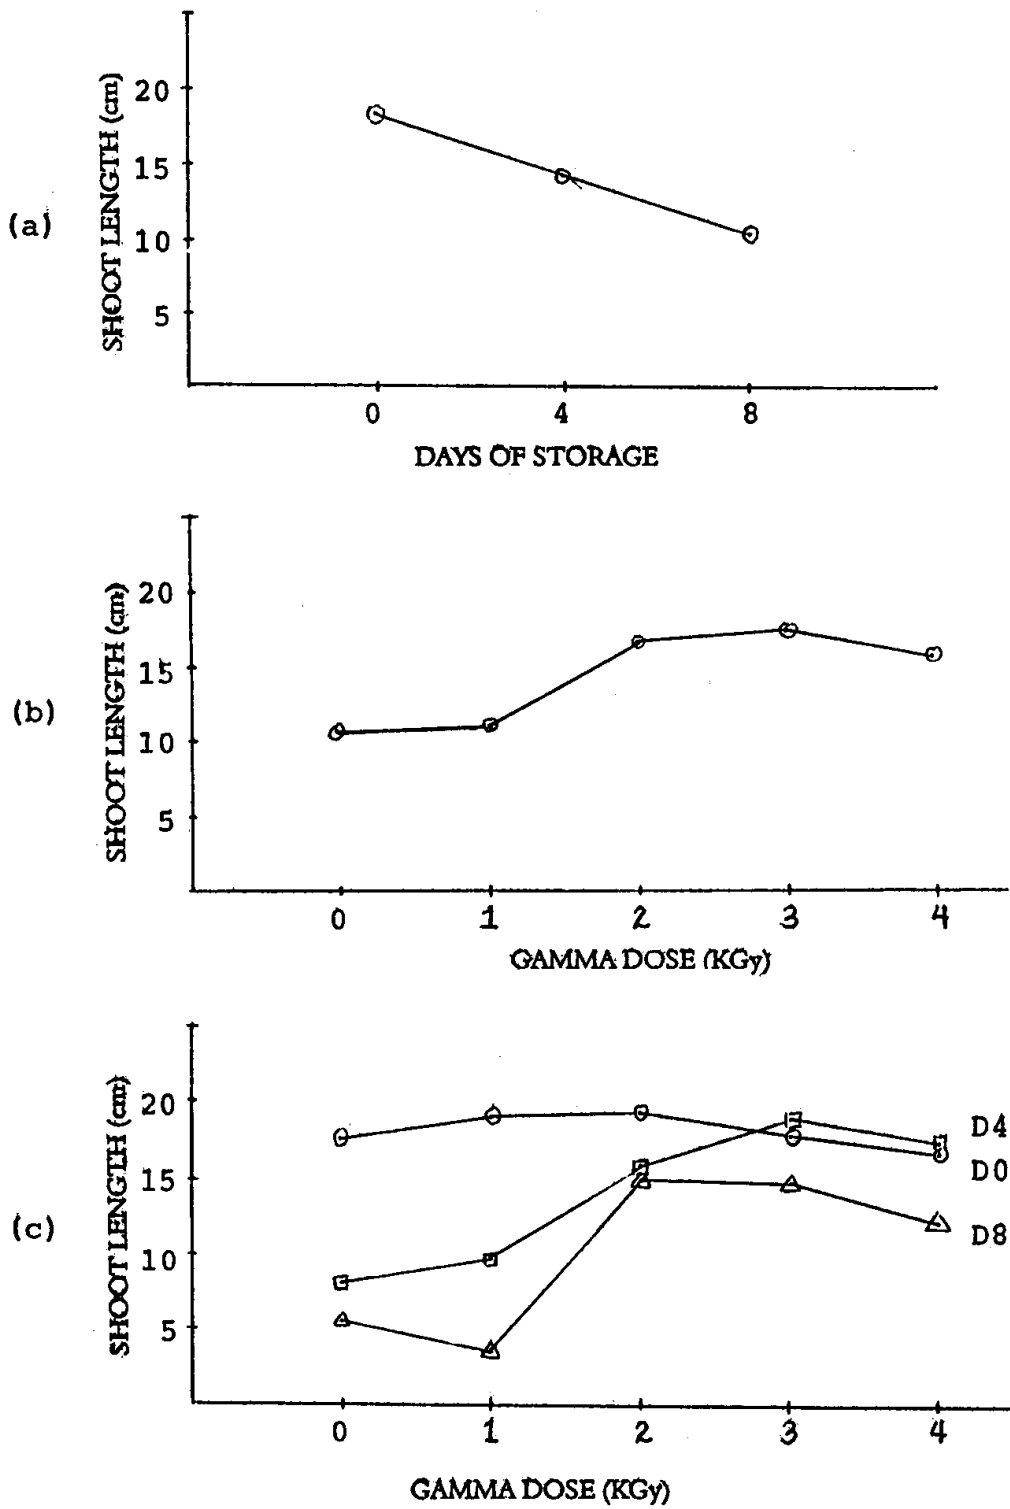 (a)
SHOOT LENGTH (cm)
20
15
10
5
0 4 8
DAYS OF STORAGE
(b)
SHOOT LENGTH (cm)
20
15
10
5
0 1 2 3 4
GAMMA DOSE (KGy)
(c)
SHOOT LENGTH (cm)
20
15
10
5
D4
D0
D8
0 1 2 3 4
GAMMA DOSE (KGy)